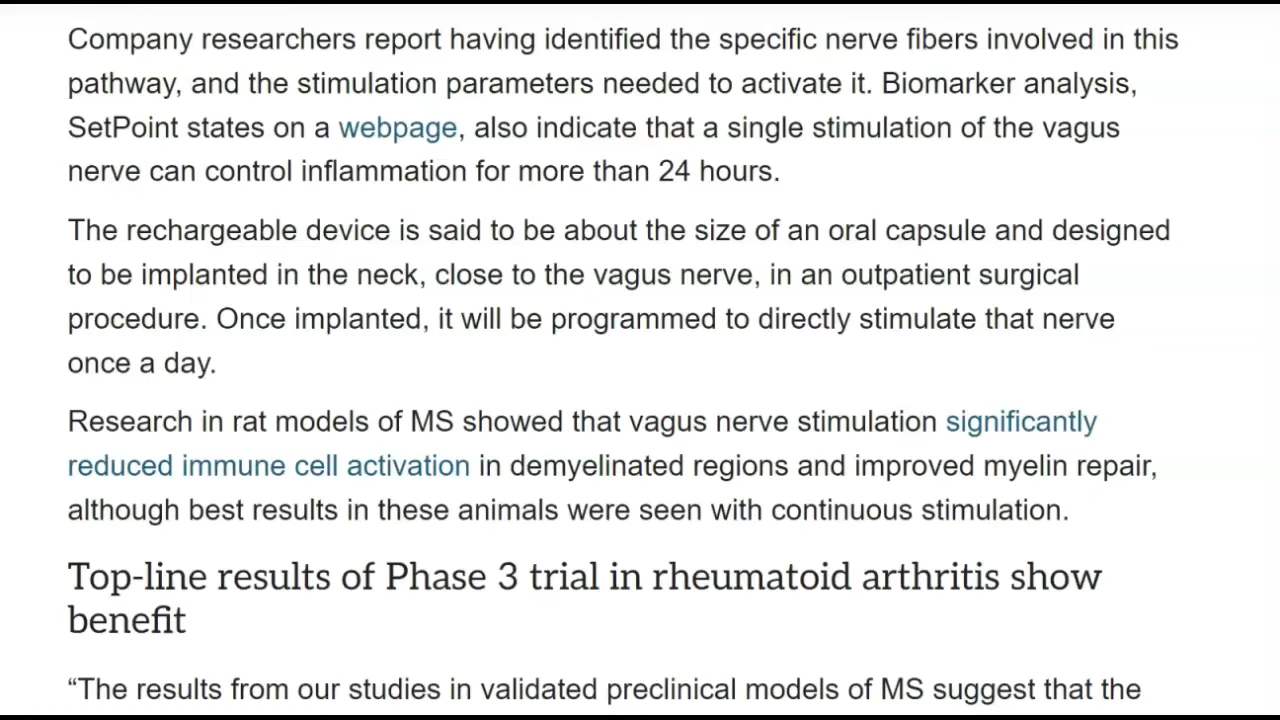 Company researchers report having identified the specific nerve fibers involved in this
pathway, and the stimulation parameters needed to activate it. Biomarker analysis,
SetPoint states on a webpage, also indicate that a single stimulation of the vagus
nerve can control inflammation for more than 24 hours.
The rechargeable device is said to be about the size of an oral capsule and designed
to be implanted in the neck, close to the vagus nerve, in an outpatient surgical
procedure. Once implanted, it will be programmed to directly stimulate that nerve
once a day.
Research in rat models of MS showed that vagus nerve stimulation significantly
reduced immune cell activation in demyelinated regions and improved myelin repair,
although best results in these animals were seen with continuous stimulation.
Top-line results of Phase 3 trial in rheumatoid arthritis show
benefit
“The results from our studies in validated preclinical models of MS suggest that the